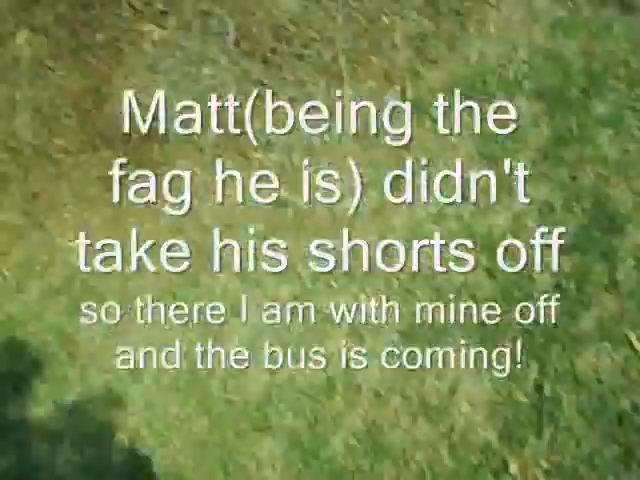 Matt(being the
fag he is) didn't
take his shorts off
so there I am with mine off
and the bus is coming!